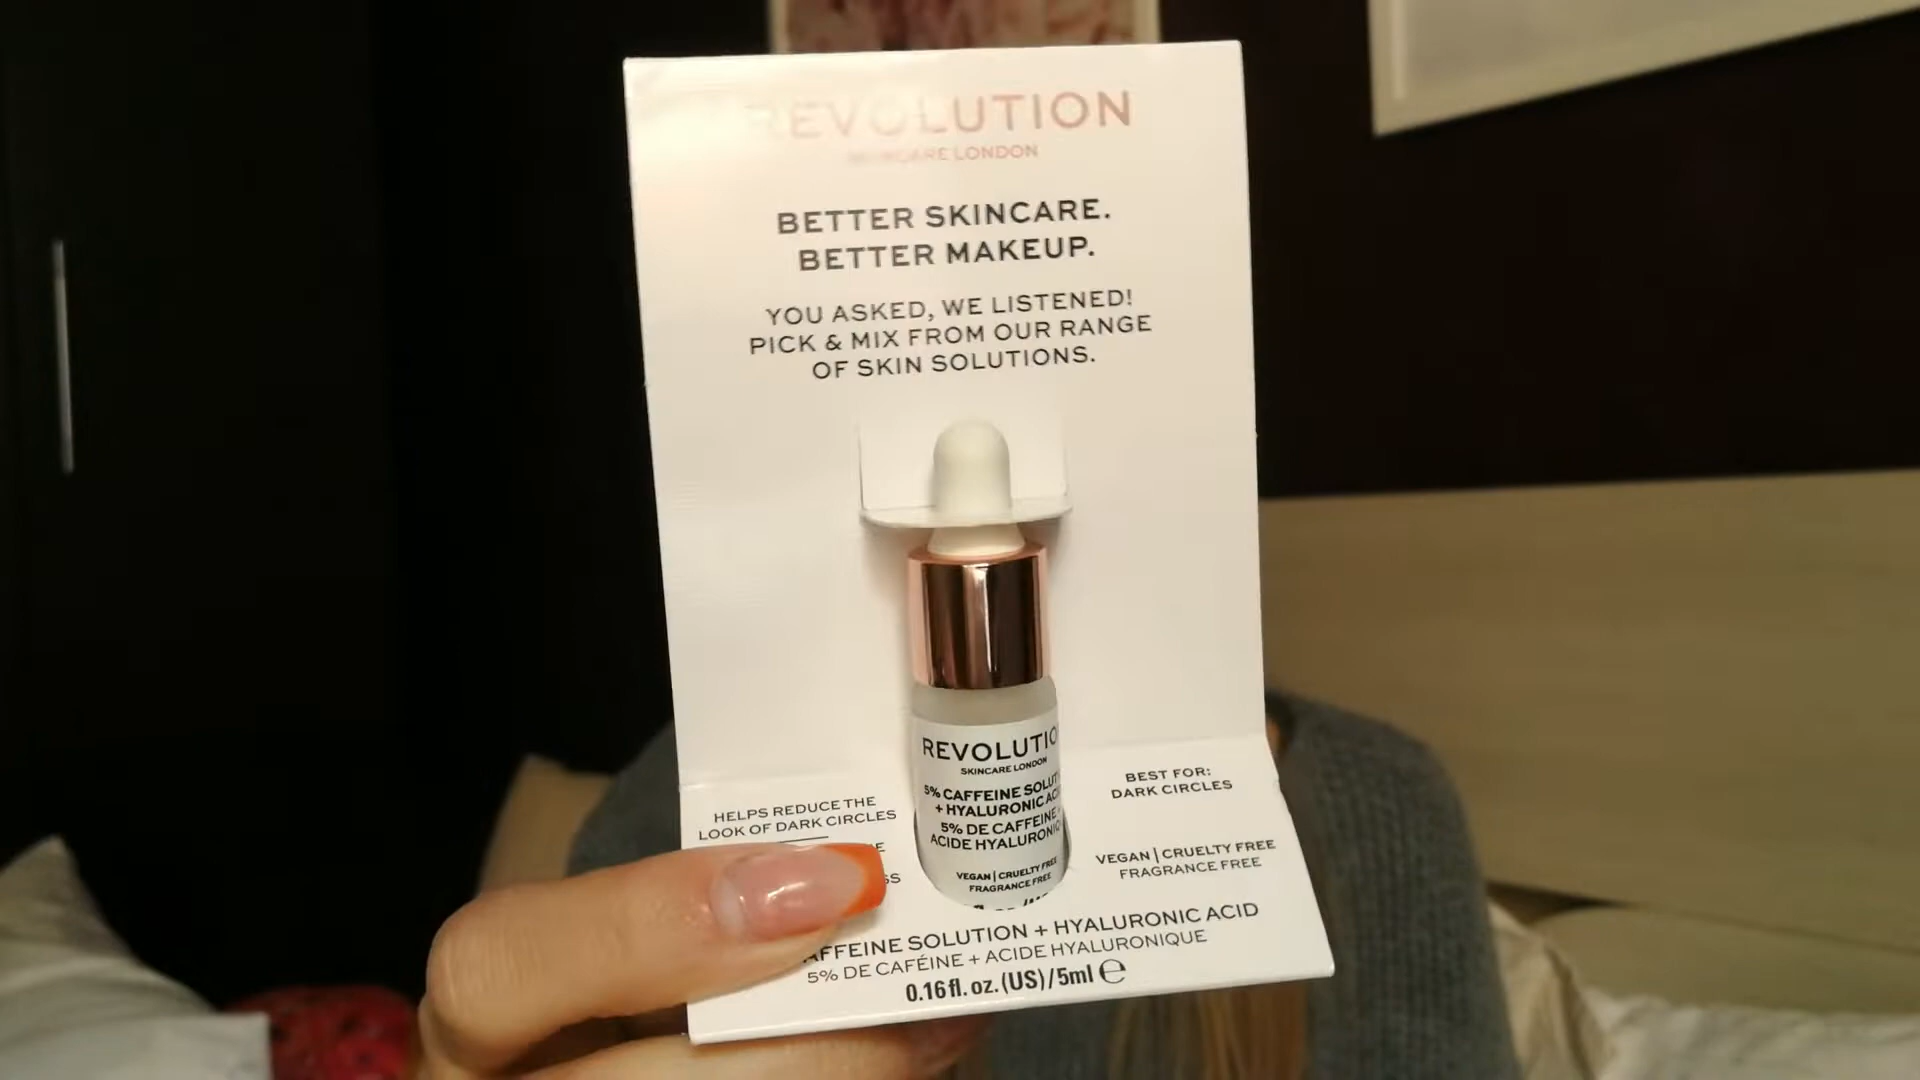 REVOLUTION
SKINCARE LONDON
BETTER SKINCARE.
BETTER MAKEUP.
YOU ASKED, WE LISTENED!
PICK & MIX FROM OUR RANGE
OF SKIN SOLUTIONS.
REVOLUTIO
SKINCARE LONDON
5% CAFFEINE SOLUT
+ HYALURONIC ACI
5% DE CAFFEINE +
ACIDE HYALURONIQ
VEGAN | CRUELTY FREE
FRAGRANCE FREE
HELPS REDUCE THE
LOOK OF DARK CIRCLES
BEST FOR:
DARK CIRCLES
VEGAN | CRUELTY FREE
FRAGRANCE FREE
AFFEINE SOLUTION + HYALURONIC ACID
5% DE CAFÉINE + ACIDE HYALURONIQUE
0.16 fl. oz. (US) / 5ml ℮